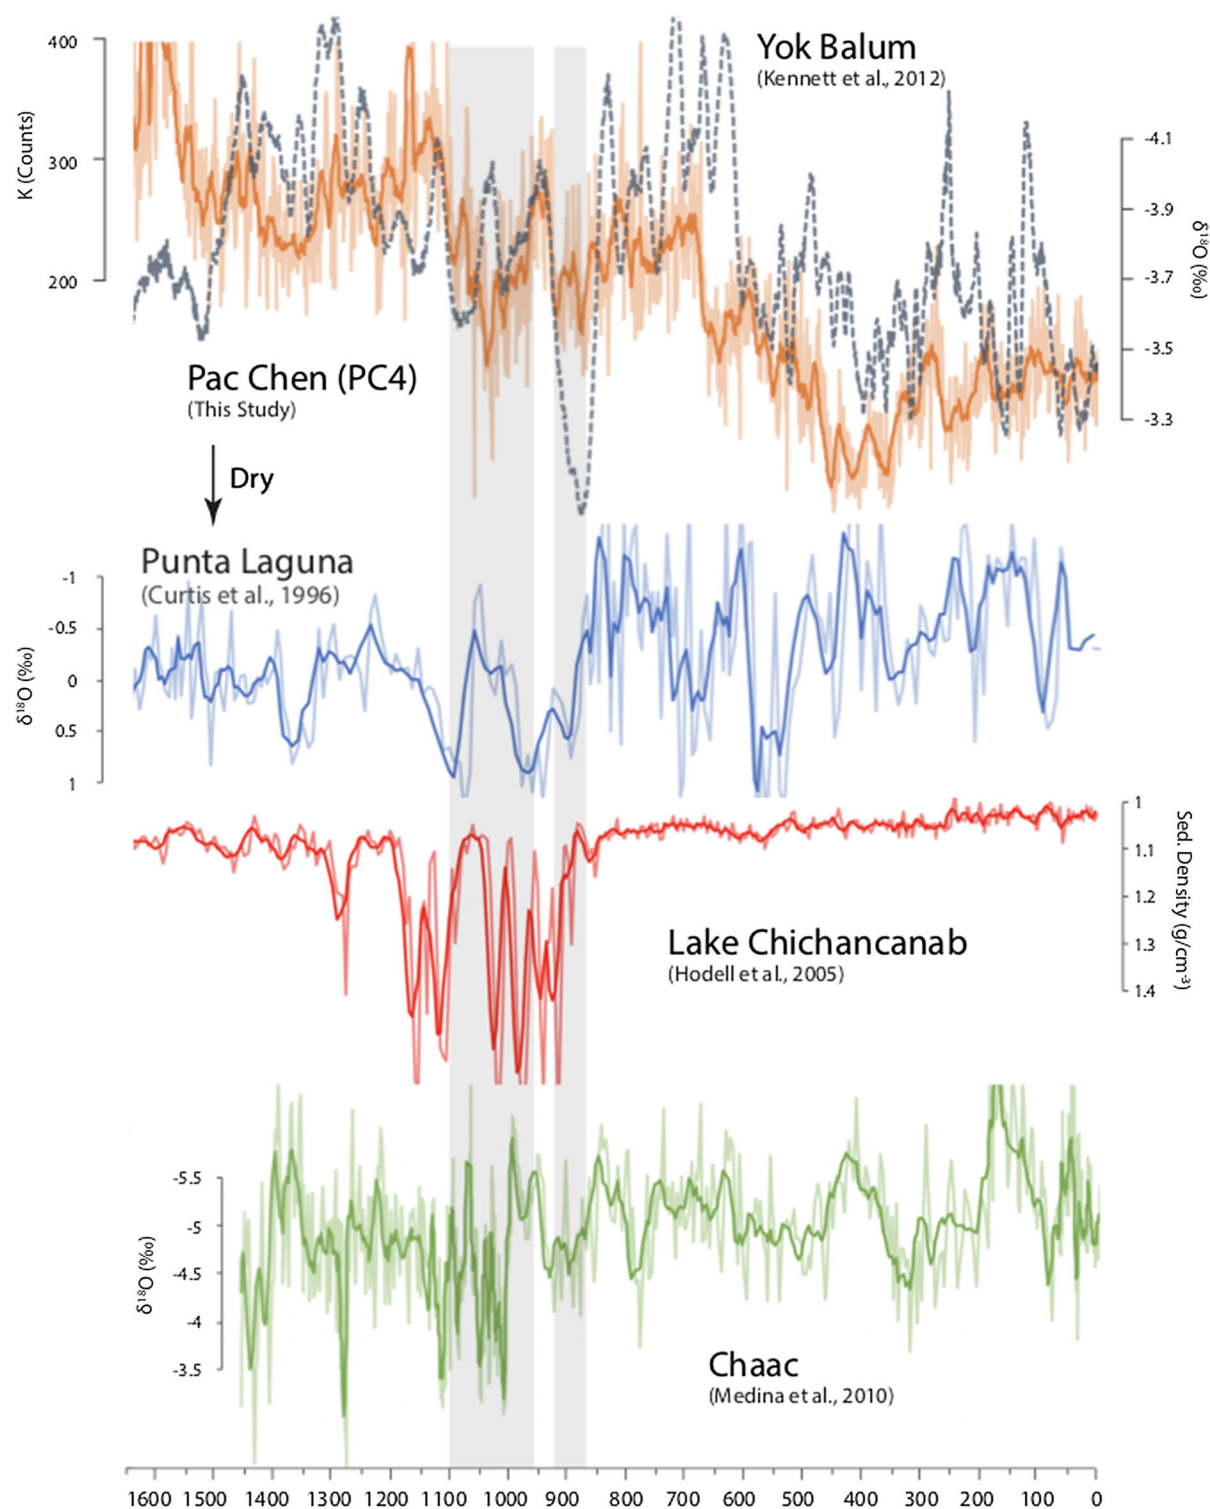 Yok Balum
(Kennett et al., 2012)
400
300
200
K (Counts)
-4.1
-3.9
-3.7
-3.5
-3.3
δ¹⁸O (‰)
Pac Chen (PC4)
(This Study)
Dry
Punta Laguna
(Curtis et al., 1996)
-1
-0.5
0
0.5
1
δ¹⁸O (‰)
1
1.1
1.2
1.3
1.4
Sed. Density (g/cm⁻³)
Lake Chichancanab
(Hodell et al., 2005)
-5.5
-5
-4.5
-4
-3.5
δ¹⁸O (‰)
Chaac
(Medina et al., 2010)
1600 1500 1400 1300 1200 1100 1000 900 800 700 600 500 400 300 200 100 0